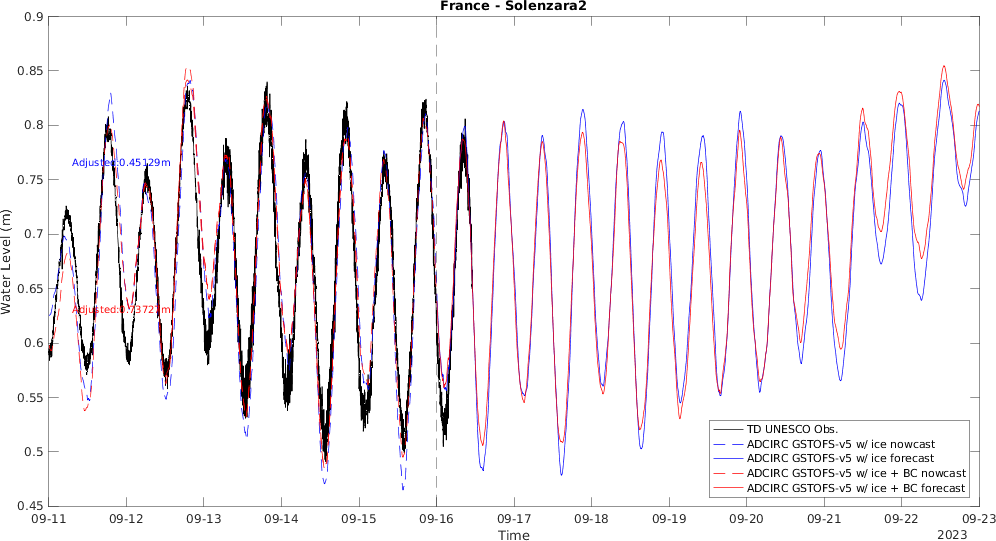 France - Solenzara2
0.9
0.85
0.8
0.75
0.7
0.65
0.6
0.55
0.5
0.45
Water Level (m)
Adjusted:0.45129m
Adjusted:0.73727m
TD UNESCO Obs.
ADCIRC GSTOFS-v5 w/ ice nowcast
ADCIRC GSTOFS-v5 w/ ice forecast
ADCIRC GSTOFS-v5 w/ ice + BC nowcast
ADCIRC GSTOFS-v5 w/ ice + BC forecast
09-11 09-12 09-13 09-14 09-15 09-16 09-17 09-18 09-19 09-20 09-21 09-22 09-23
Time
2023